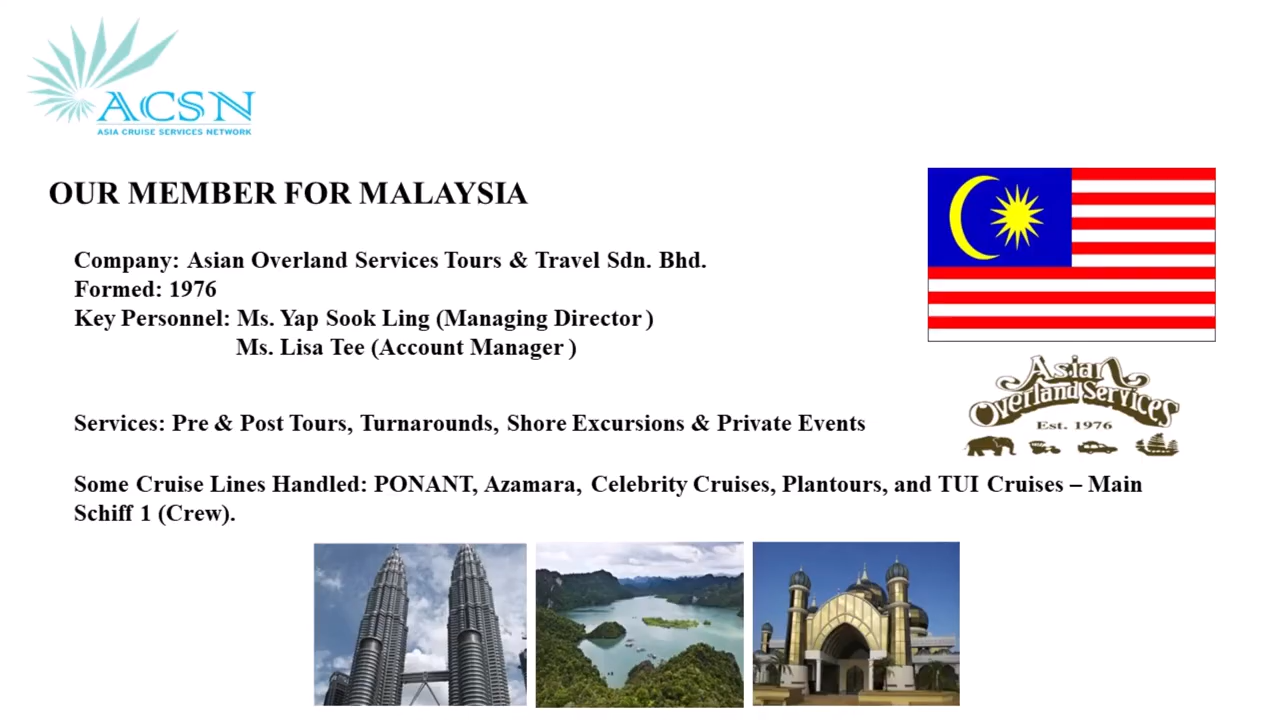 ACSN
ASIA CRUISE SERVICES NETWORK
OUR MEMBER FOR MALAYSIA
Company: Asian Overland Services Tours & Travel Sdn. Bhd.
Formed: 1976
Key Personnel: Ms. Yap Sook Ling (Managing Director )
Ms. Lisa Tee (Account Manager )
Asian
Overland Services
Est. 1976
Services: Pre & Post Tours, Turnarounds, Shore Excursions & Private Events
Some Cruise Lines Handled: PONANT, Azamara, Celebrity Cruises, Plantours, and TUI Cruises – Main
Schiff 1 (Crew).